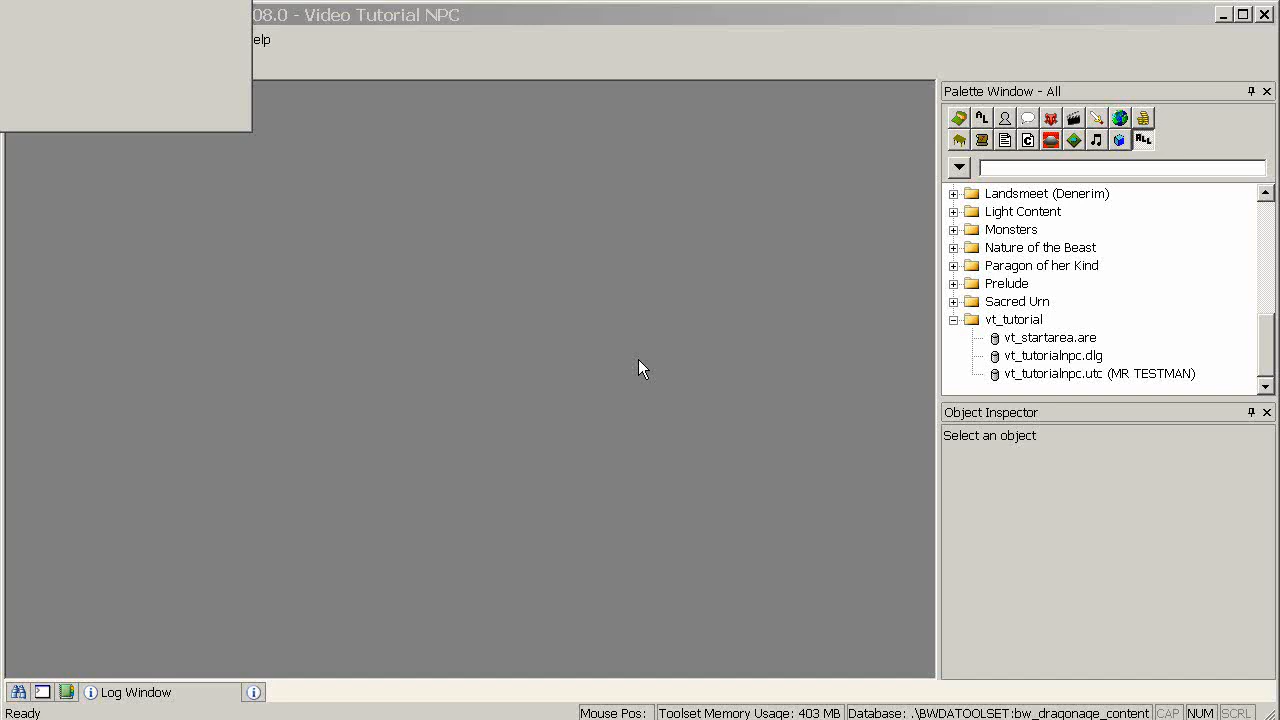 08.0 - Video Tutorial NPC
elp
Palette Window - All
AL
C
ALL
Landsmeet (Denerim)
Light Content
Monsters
Nature of the Beast
Paragon of her Kind
Prelude
Sacred Urn
vt_tutorial
vt_startarea.are
vt_tutorialnpc.dlg
vt_tutorialnpc.utc (MR TESTMAN)
Object Inspector
Select an object
Log Window
Ready
Mouse Pos:
Toolset Memory Usage: 403 MB
Database: .\BWDATOOLSET:bw_dragonage_content
CAP
NUM
SCRL